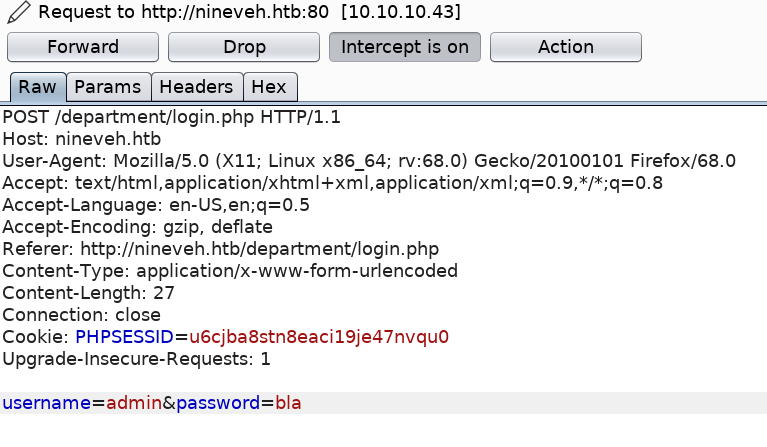 Request to http://nineveh.htb:80 [10.10.10.43]
Forward Drop Intercept is on Action
Raw Params Headers Hex
POST /department/login.php HTTP/1.1
Host: nineveh.htb
User-Agent: Mozilla/5.0 (X11; Linux x86_64; rv:68.0) Gecko/20100101 Firefox/68.0
Accept: text/html,application/xhtml+xml,application/xml;q=0.9,*/*;q=0.8
Accept-Language: en-US,en;q=0.5
Accept-Encoding: gzip, deflate
Referer: http://nineveh.htb/department/login.php
Content-Type: application/x-www-form-urlencoded
Content-Length: 27
Connection: close
Cookie: PHPSESSID=u6cjba8stn8eaci19je47nvqu0
Upgrade-Insecure-Requests: 1
username=admin&password=bla